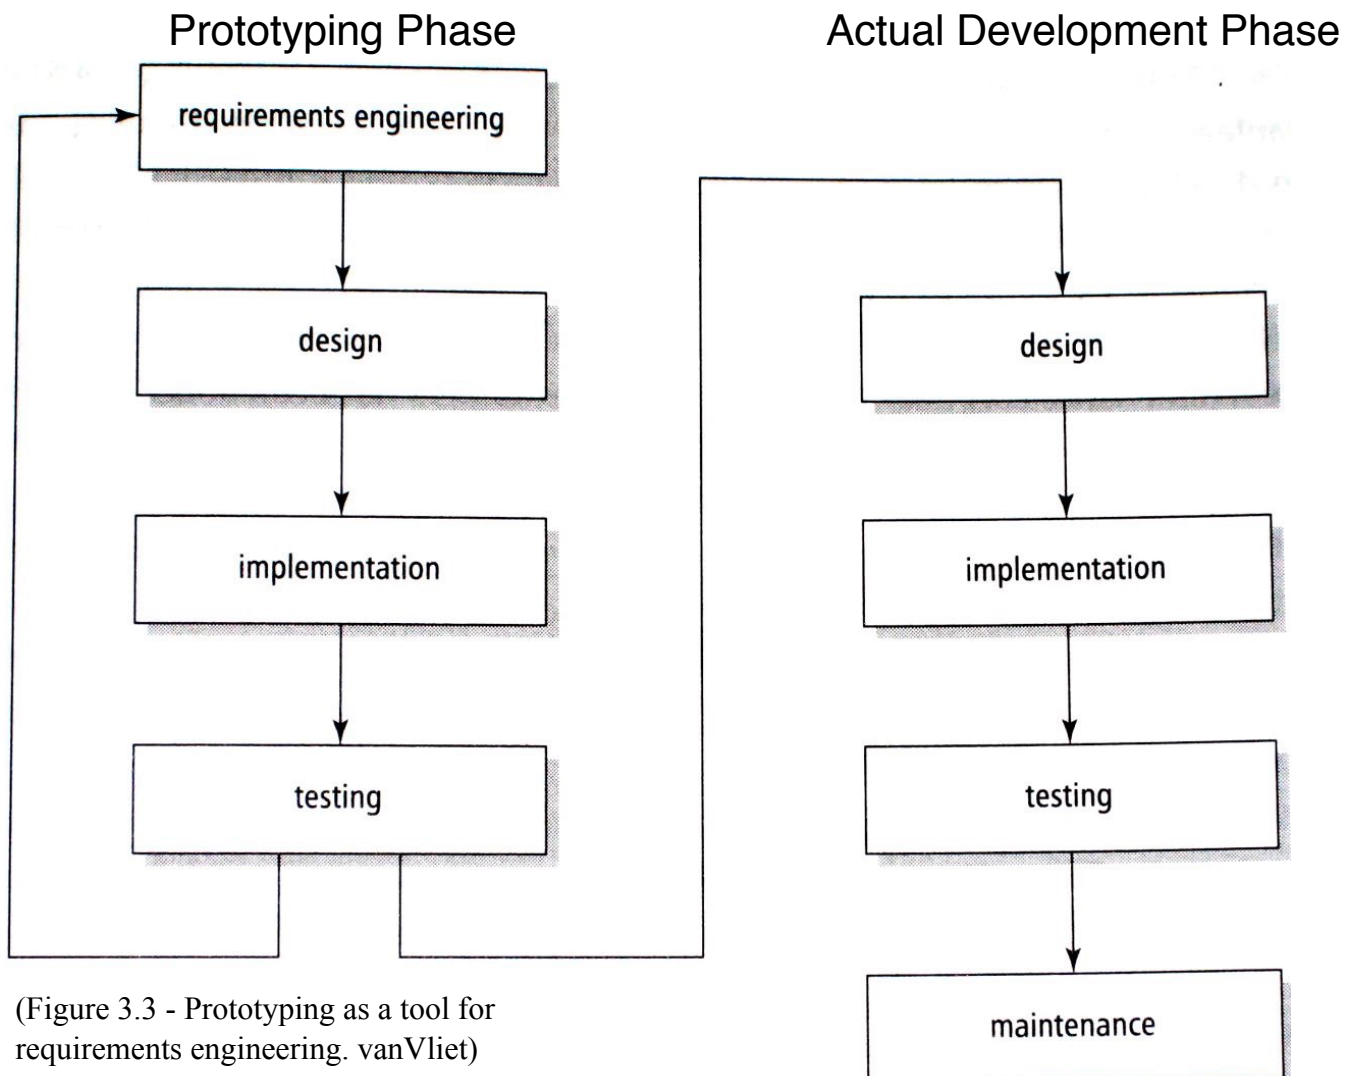 Prototyping Phase
Actual Development Phase
requirements engineering
design
implementation
testing
design
implementation
testing
maintenance
(Figure 3.3 - Prototyping as a tool for
requirements engineering. vanVliet)